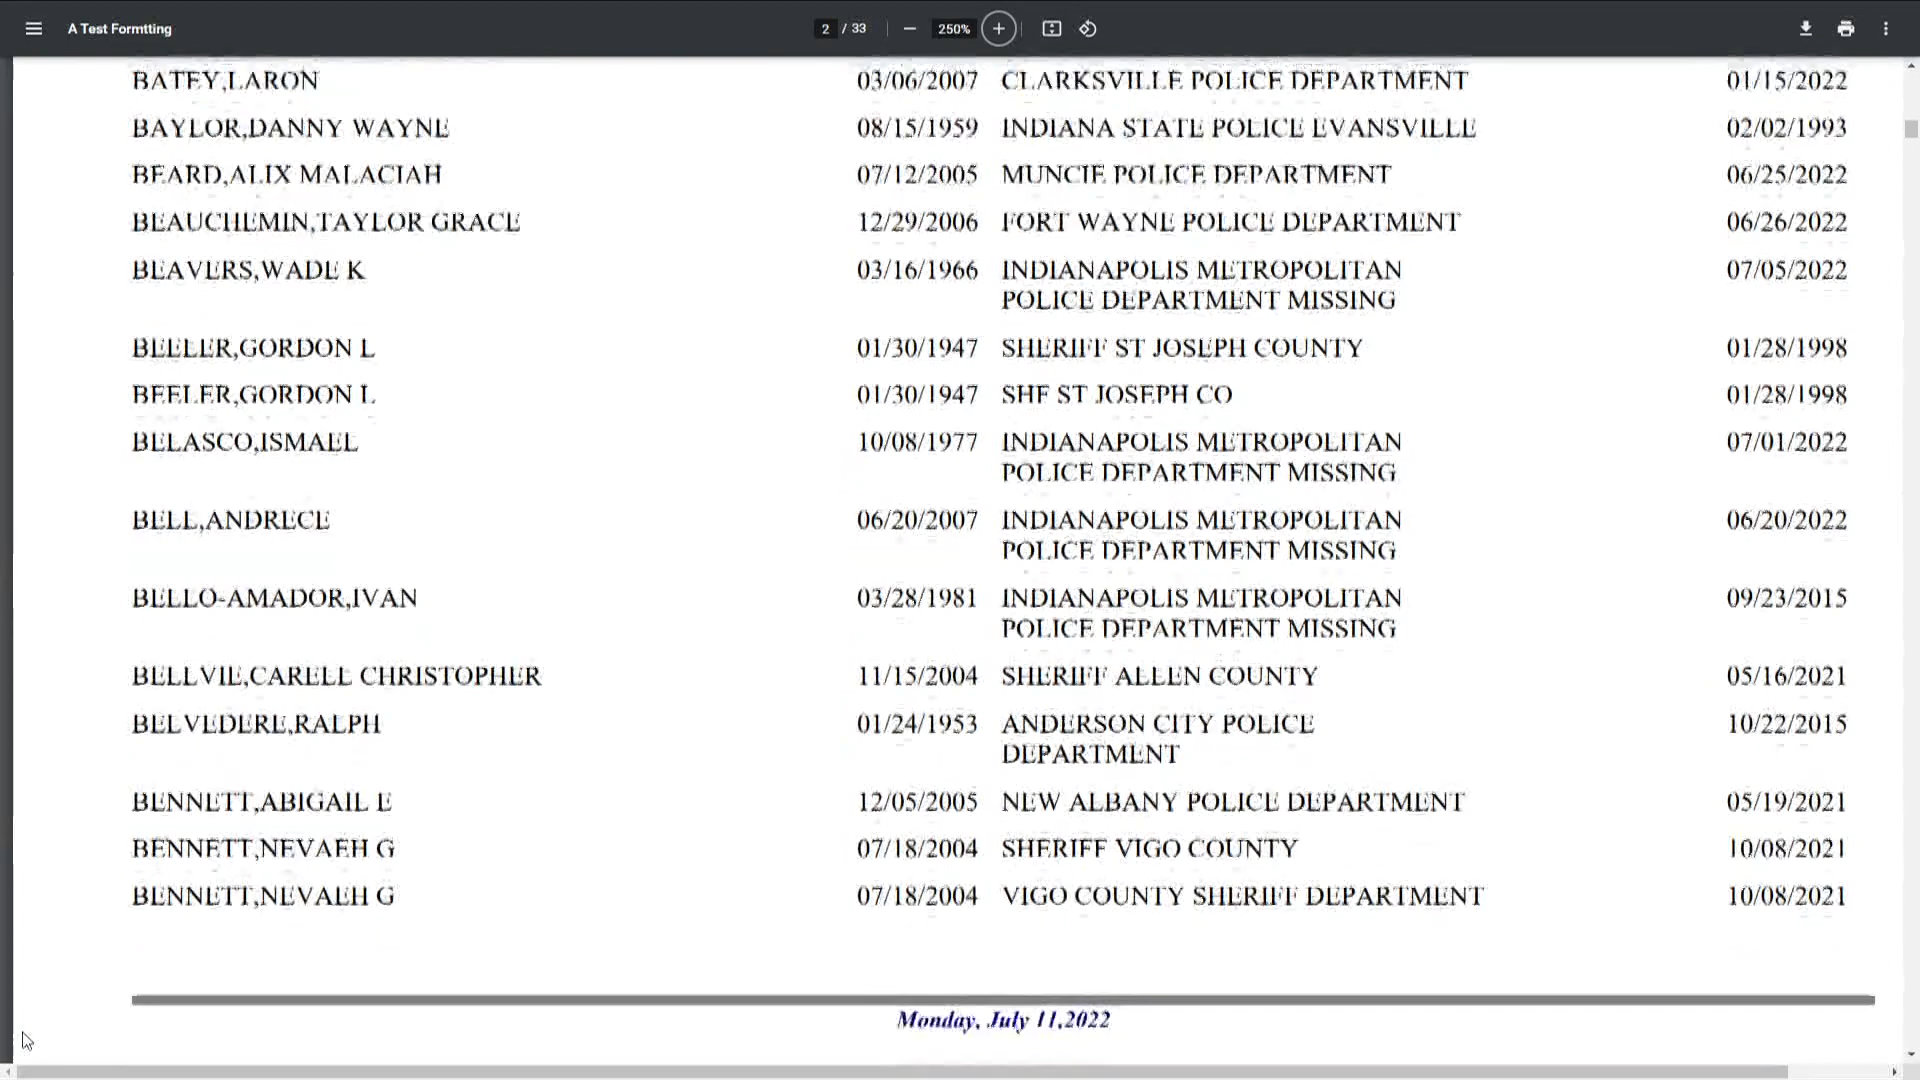 A Test Formtting
2 / 33
250%
BATEY,LARON 03/06/2007 CLARKSVILLE POLICE DEPARTMENT 01/15/2022
BAYLOR,DANNY WAYNE 08/15/1959 INDIANA STATE POLICE EVANSVILLE 02/02/1993
BEARD,ALIX MALACIAH 07/12/2005 MUNCIE POLICE DEPARTMENT 06/25/2022
BEAUCHEMIN,TAYLOR GRACE 12/29/2006 FORT WAYNE POLICE DEPARTMENT 06/26/2022
BEAVERS,WADE K 03/16/1966 INDIANAPOLIS METROPOLITAN 07/05/2022
POLICE DEPARTMENT MISSING
BEELER,GORDON L 01/30/1947 SHERIFF ST JOSEPH COUNTY 01/28/1998
BEELER,GORDON L 01/30/1947 SHF ST JOSEPH CO 01/28/1998
BELASCO,ISMAEL 10/08/1977 INDIANAPOLIS METROPOLITAN 07/01/2022
POLICE DEPARTMENT MISSING
BELL,ANDRECE 06/20/2007 INDIANAPOLIS METROPOLITAN 06/20/2022
POLICE DEPARTMENT MISSING
BELLO-AMADOR,IVAN 03/28/1981 INDIANAPOLIS METROPOLITAN 09/23/2015
POLICE DEPARTMENT MISSING
BELLVIE,CARELL CHRISTOPHER 11/15/2004 SHERIFF ALLEN COUNTY 05/16/2021
BELVEDERE,RALPH 01/24/1953 ANDERSON CITY POLICE 10/22/2015
DEPARTMENT
BENNETT,ABIGAIL E 12/05/2005 NEW ALBANY POLICE DEPARTMENT 05/19/2021
BENNETT,NEVAEH G 07/18/2004 SHERIFF VIGO COUNTY 10/08/2021
BENNETT,NEVAEH G 07/18/2004 VIGO COUNTY SHERIFF DEPARTMENT 10/08/2021
Monday, July 11,2022